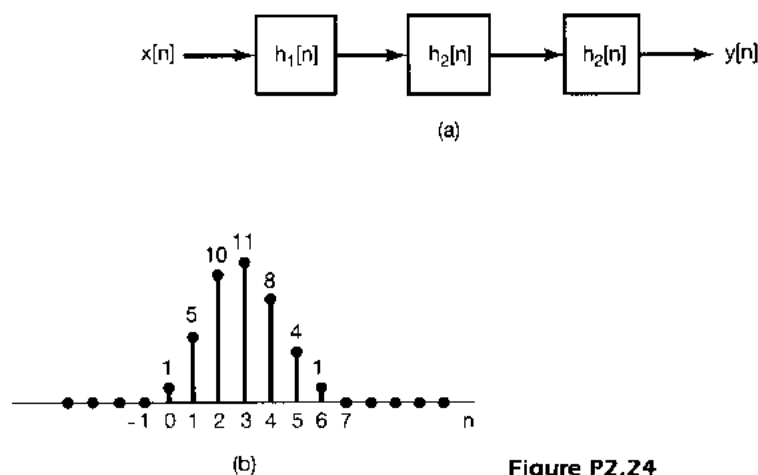 x[n] h₁[n] h₂[n] h₂[n] y[n]
(a)
11
10
8
5
4
1 1
-1 0 1 2 3 4 5 6 7 n
(b)
Figure P2.24